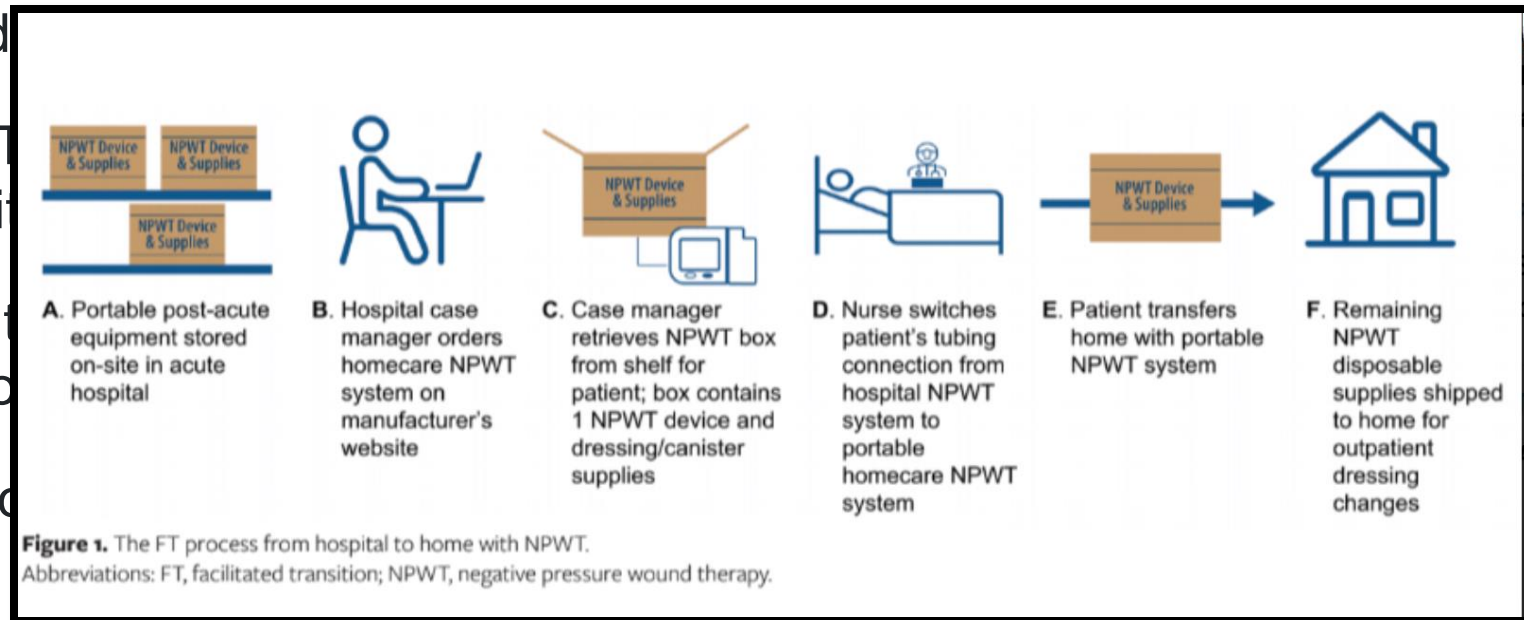 NPWT Device
& Supplies
NPWT Device
& Supplies
NPWT Device
& Supplies
A. Portable post-acute
equipment stored
on-site in acute
hospital
B. Hospital case
manager orders
homecare NPWT
system on
manufacturer's
website
NPWT Device
& Supplies
C. Case manager
retrieves NPWT box
from shelf for
patient; box contains
1 NPWT device and
dressing/canister
supplies
D. Nurse switches
patient's tubing
connection from
hospital NPWT
system to
portable
homecare NPWT
system
NPWT Device
& Supplies
E. Patient transfers
home with portable
NPWT system
F. Remaining
NPWT
disposable
supplies shipped
to home for
outpatient
dressing
changes
Figure 1. The FT process from hospital to home with NPWT.
Abbreviations: FT, facilitated transition; NPWT, negative pressure wound therapy.